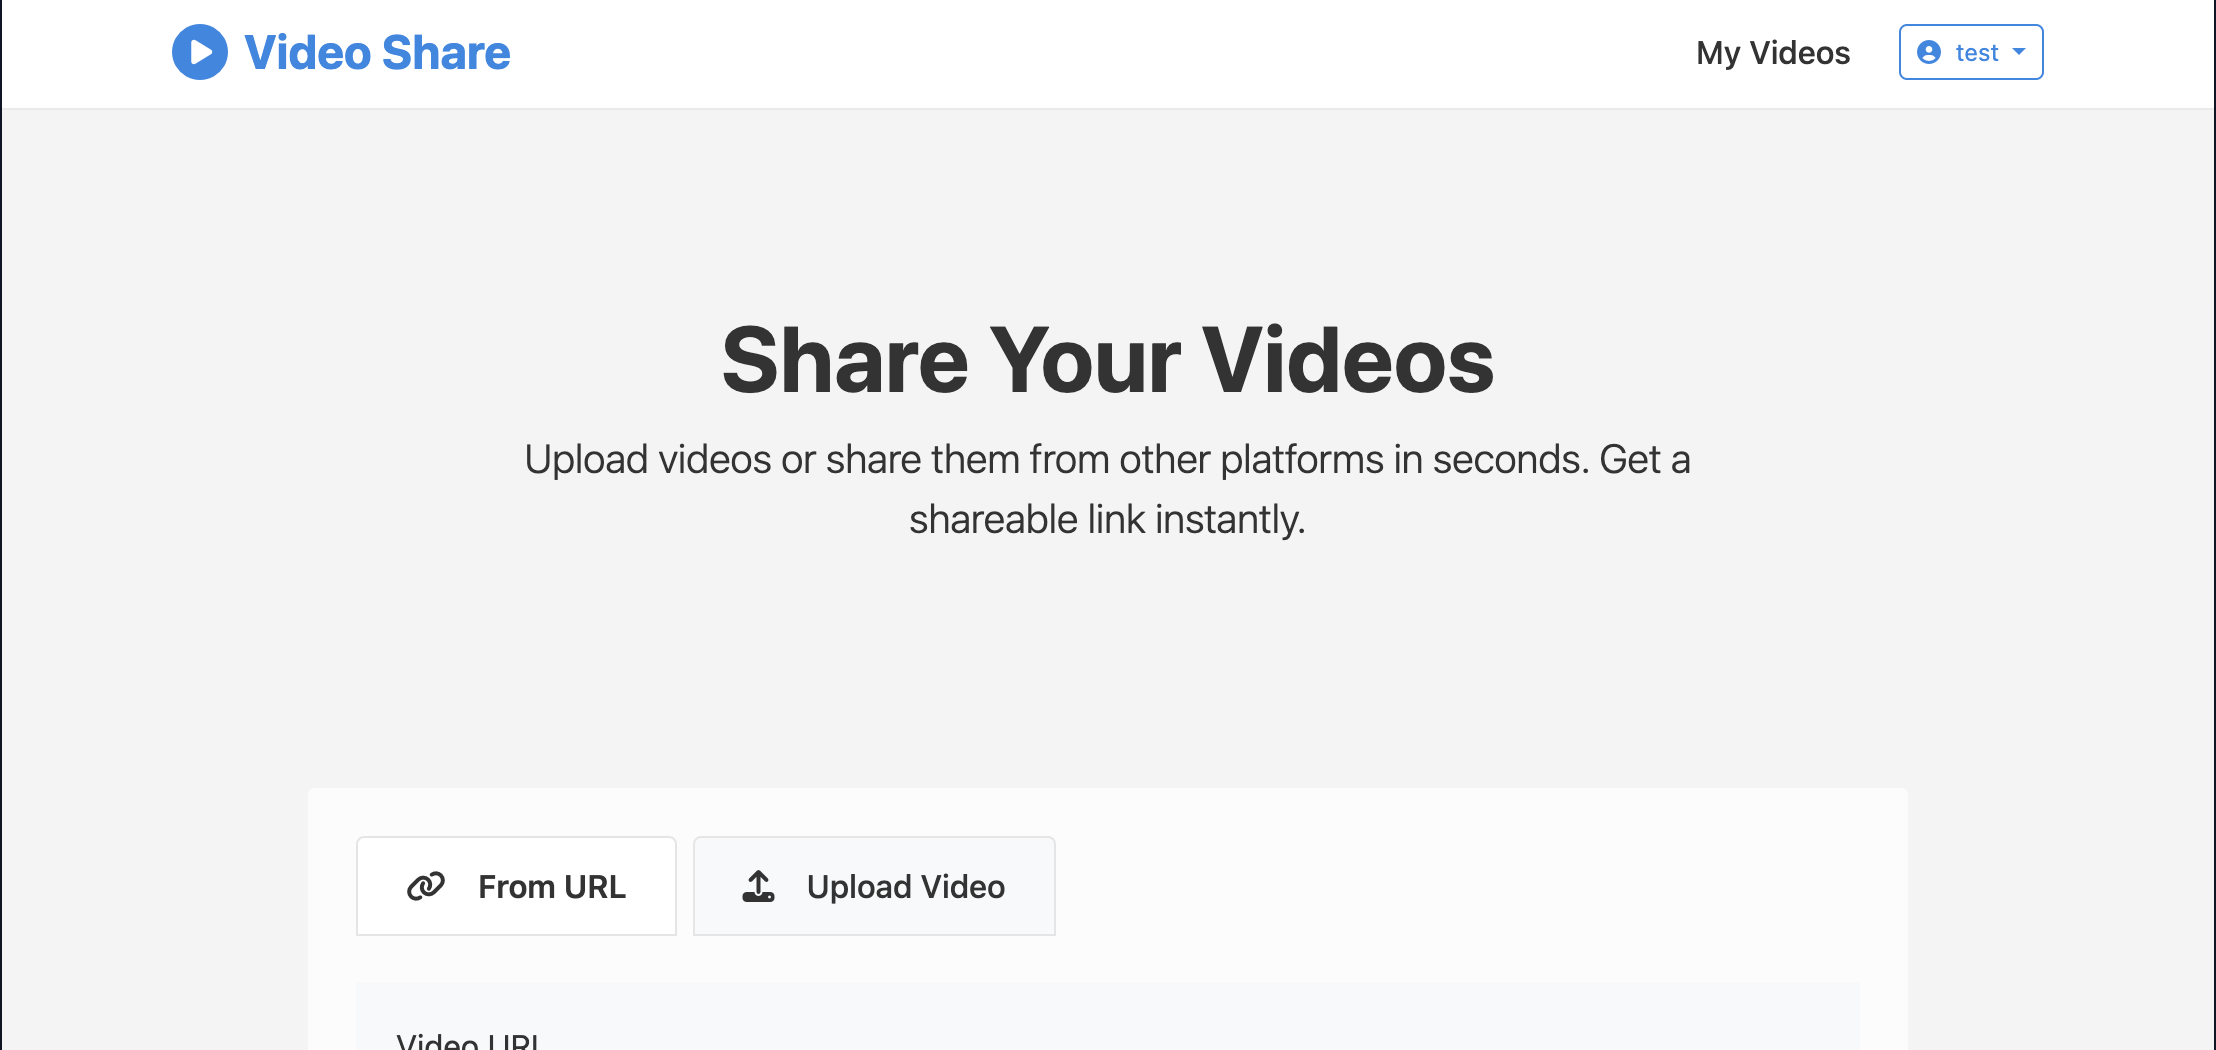 Video Share
My Videos
test
Share Your Videos
Upload videos or share them from other platforms in seconds. Get a
shareable link instantly.
From URL
Upload Video
Video URL